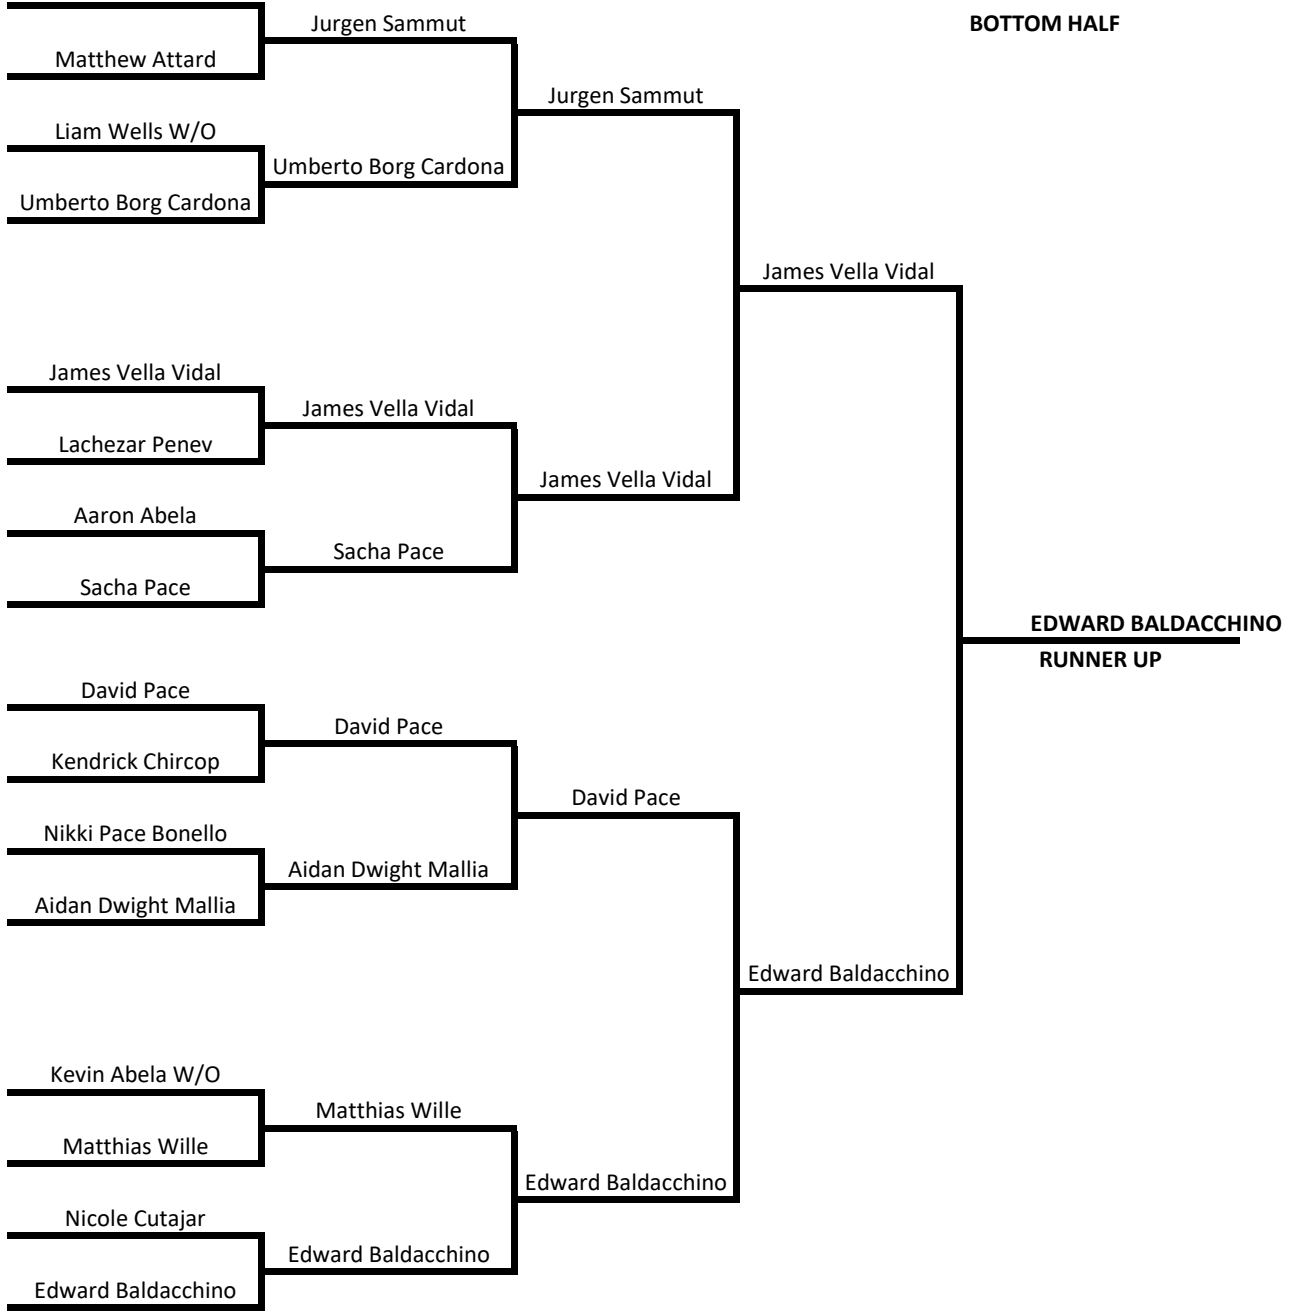 Jurgen Sammut
BOTTOM HALF
Matthew Attard
Jurgen Sammut
Liam Wells W/O
Umberto Borg Cardona
Umberto Borg Cardona
James Vella Vidal
James Vella Vidal
James Vella Vidal
Lachezar Penev
James Vella Vidal
Aaron Abela
Sacha Pace
Sacha Pace
EDWARD BALDACCHINO
RUNNER UP
David Pace
David Pace
Kendrick Chircop
David Pace
Nikki Pace Bonello
Aidan Dwight Mallia
Aidan Dwight Mallia
Edward Baldacchino
Kevin Abela W/O
Matthias Wille
Matthias Wille
Edward Baldacchino
Nicole Cutajar
Edward Baldacchino
Edward Baldacchino